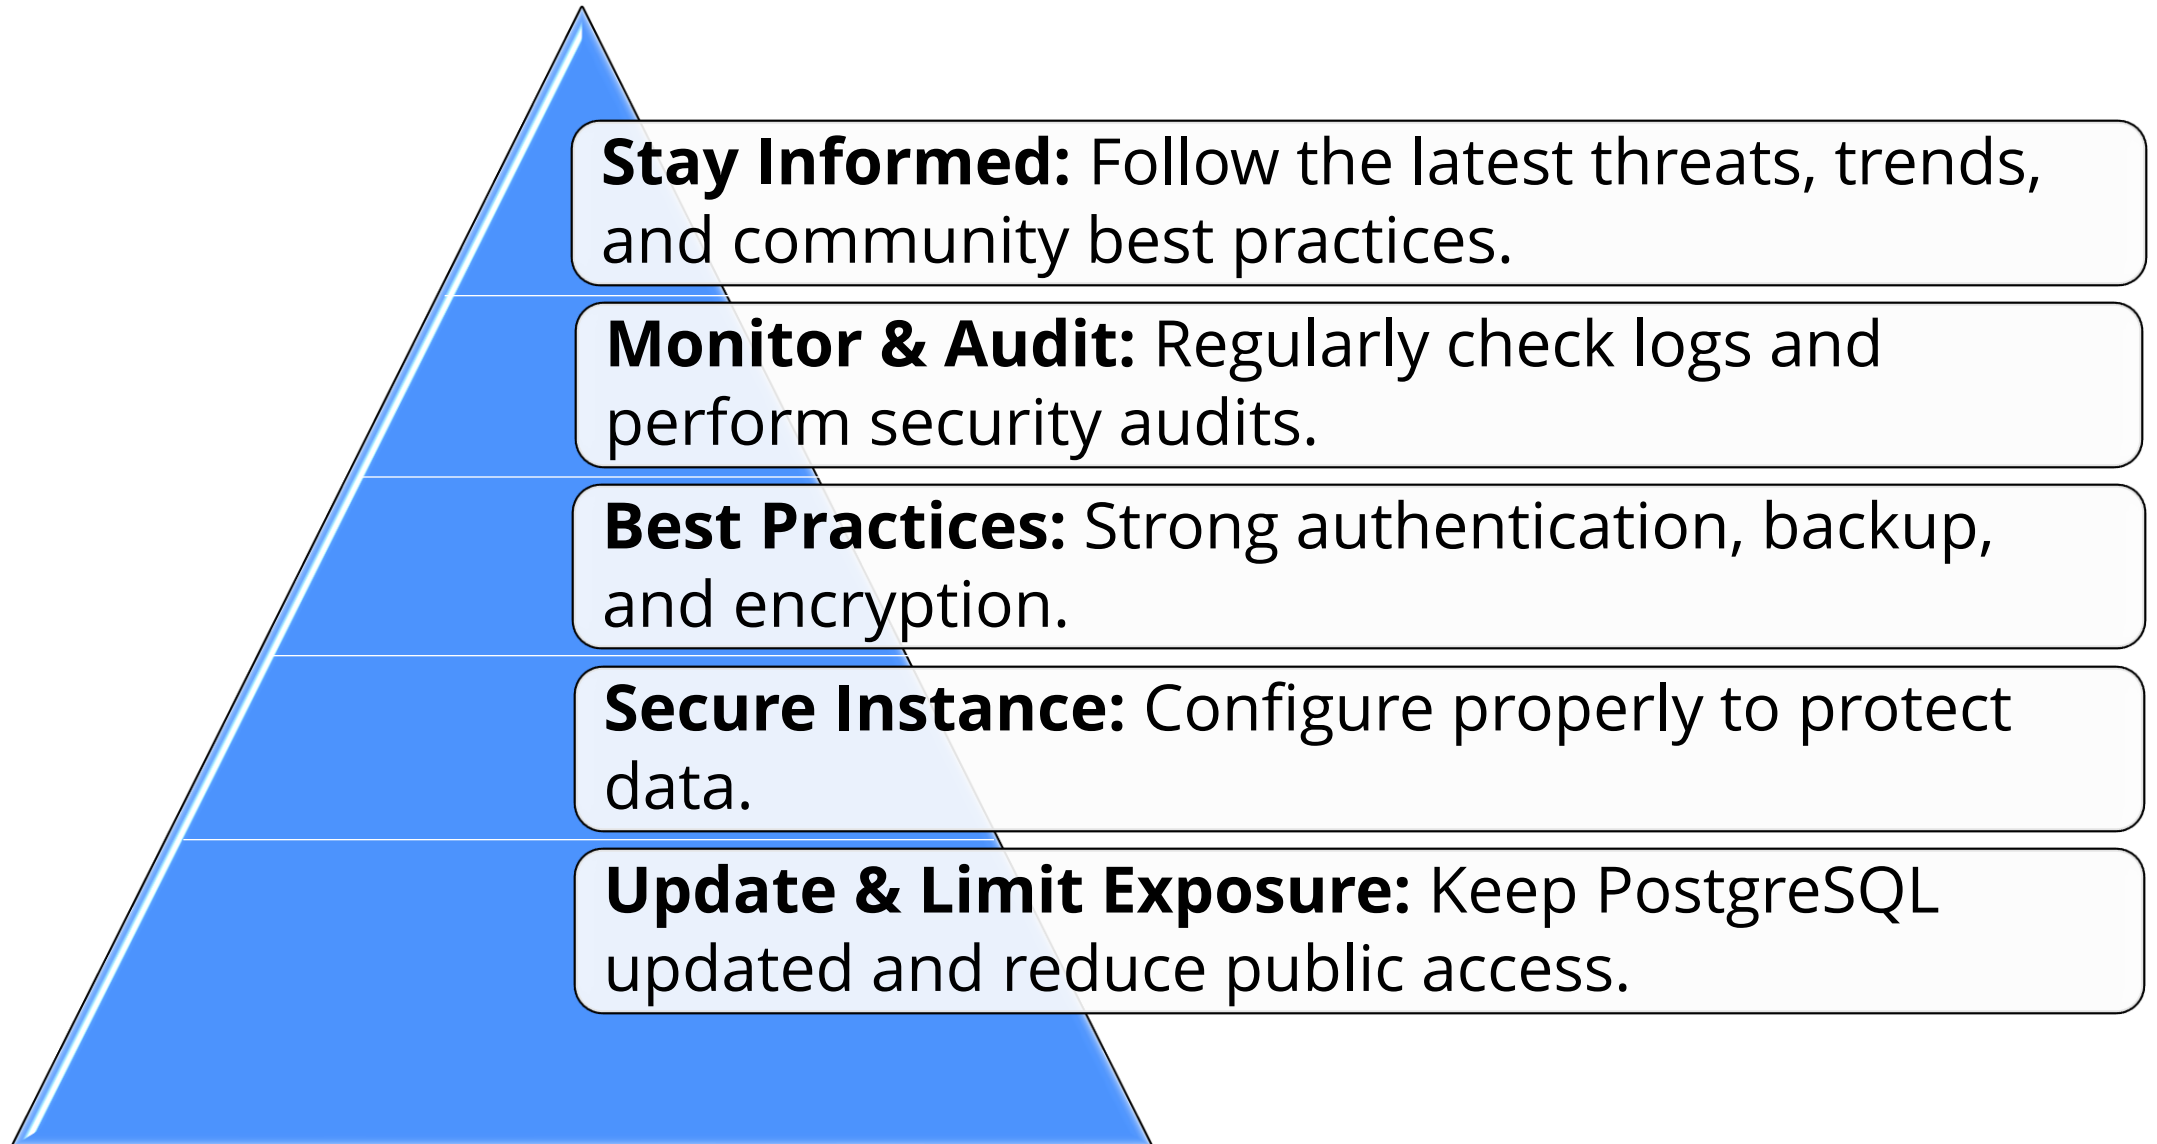 Stay Informed: Follow the latest threats, trends,
and community best practices.
Monitor & Audit: Regularly check logs and
perform security audits.
Best Practices: Strong authentication, backup,
and encryption.
Secure Instance: Configure properly to protect
data.
Update & Limit Exposure: Keep PostgreSQL
updated and reduce public access.